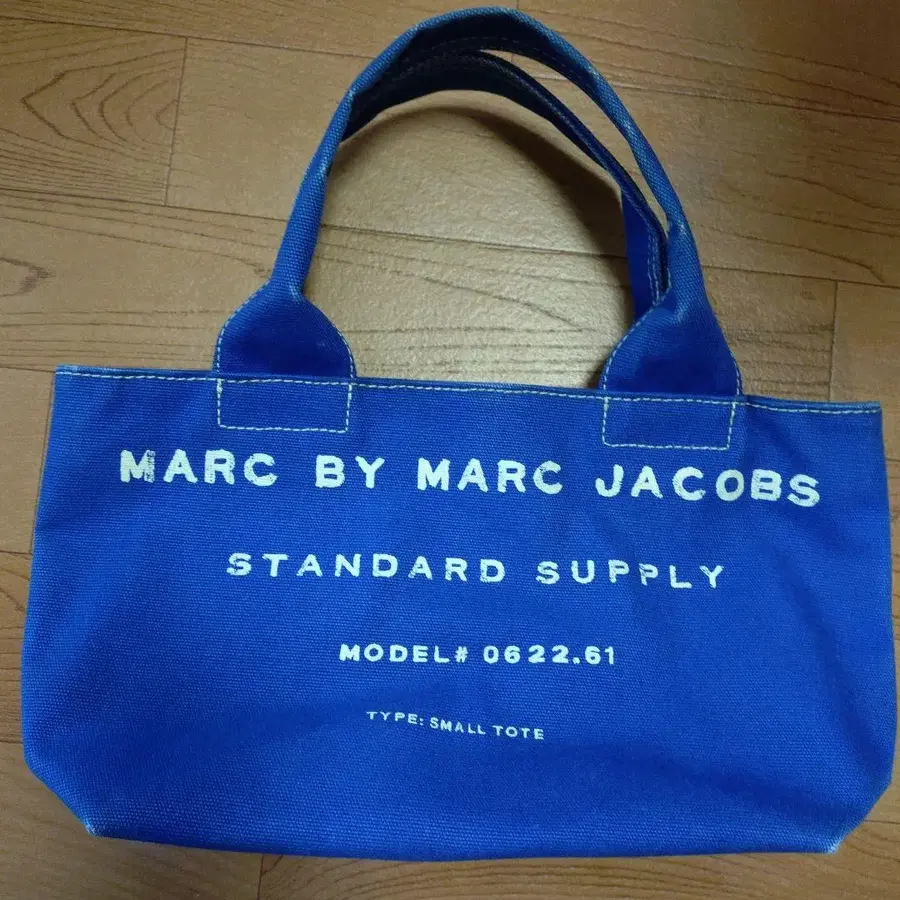 MARC BY MARC JACOBS
STANDARD SUPPLY
MODEL# 0622.61
TYPE: SMALL TOTE